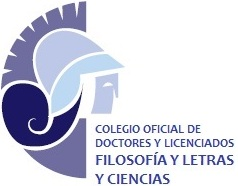 COLEGIO OFICIAL DE
DOCTORES Y LICENCIADOS
FILOSOFÍA Y LETRAS
Y CIENCIAS